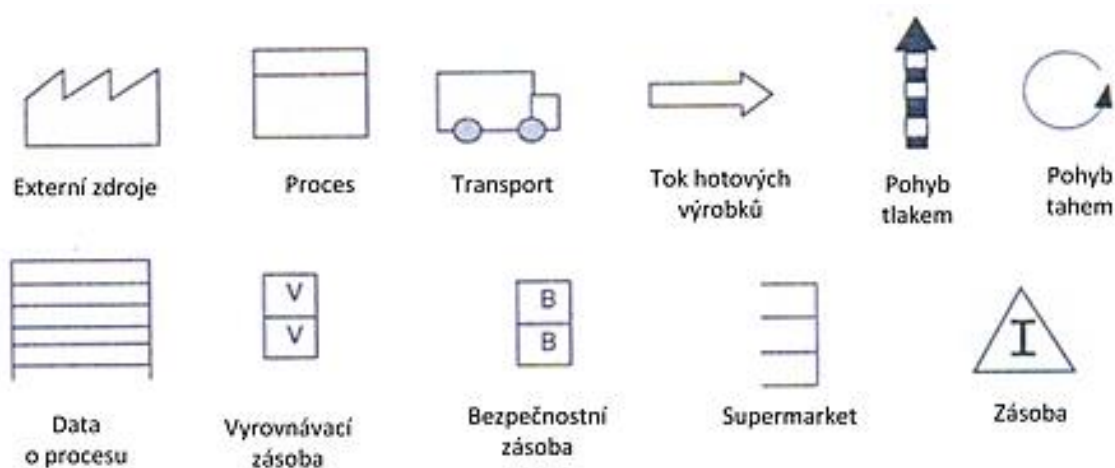 Externí zdroje
Proces
Transport
Tok hotových
výrobků
Pohyb
tlakem
Pohyb
tahem
V
V
B
B
I
Data
o procesu
Vyrovnávací
zásoba
Bezpečnostní
zásoba
Supermarket
Zásoba